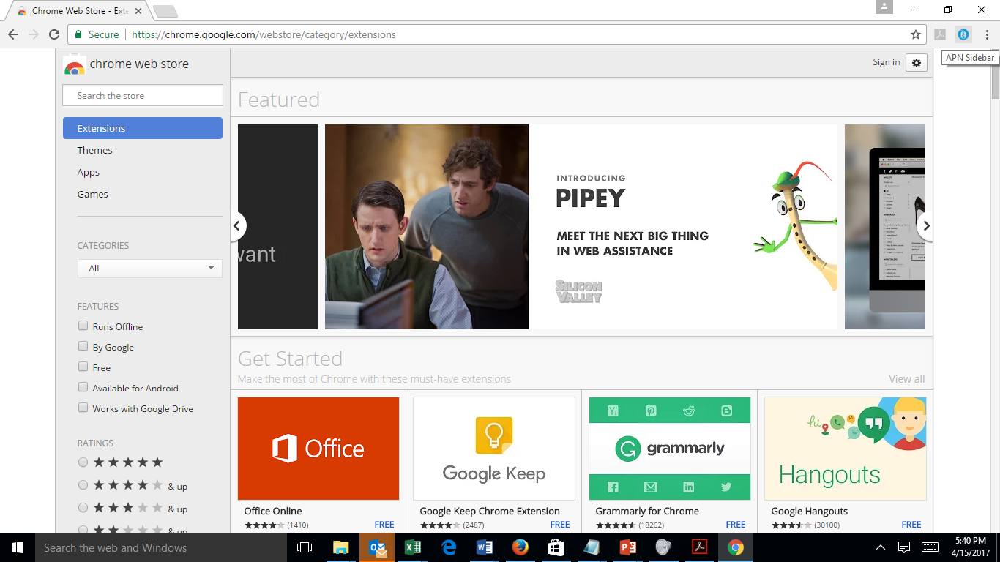 Chrome Web Store - Exte
Secure
https://chrome.google.com/webstore/category/extensions
APN Sidebar
chrome web store
Sign in
Search the store
Extensions
Themes
Apps
Games
CATEGORIES
All
FEATURES
Runs Offline
By Google
Free
Available for Android
Works with Google Drive
RATINGS
& up
& up
& up
Featured
want
INTRODUCING
PIPEY
MEET THE NEXT BIG THING
IN WEB ASSISTANCE
SILICON
VALLEY
Get Started
Make the most of Chrome with these must-have extensions
View all
Office
Office Online
(1410)
FREE
Google Keep
Google Keep Chrome Extension
(2487)
FREE
grammarly
Grammarly for Chrome
(18262)
FREE
hi
Hangouts
Google Hangouts
(30100)
FREE
Search the web and Windows
5:40 PM
4/15/2017